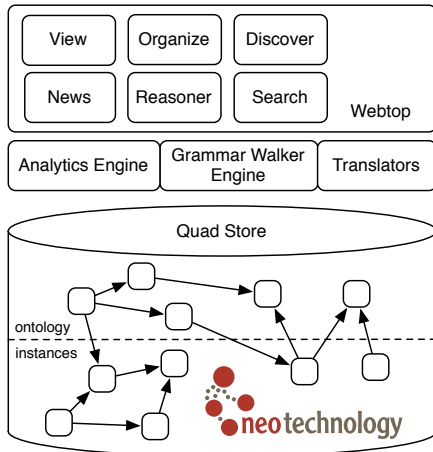 View Organize Discover
News Reasoner Search
Webtop
Analytics Engine Grammar Walker Engine Translators
Quad Store
ontology
instances
neotechnology